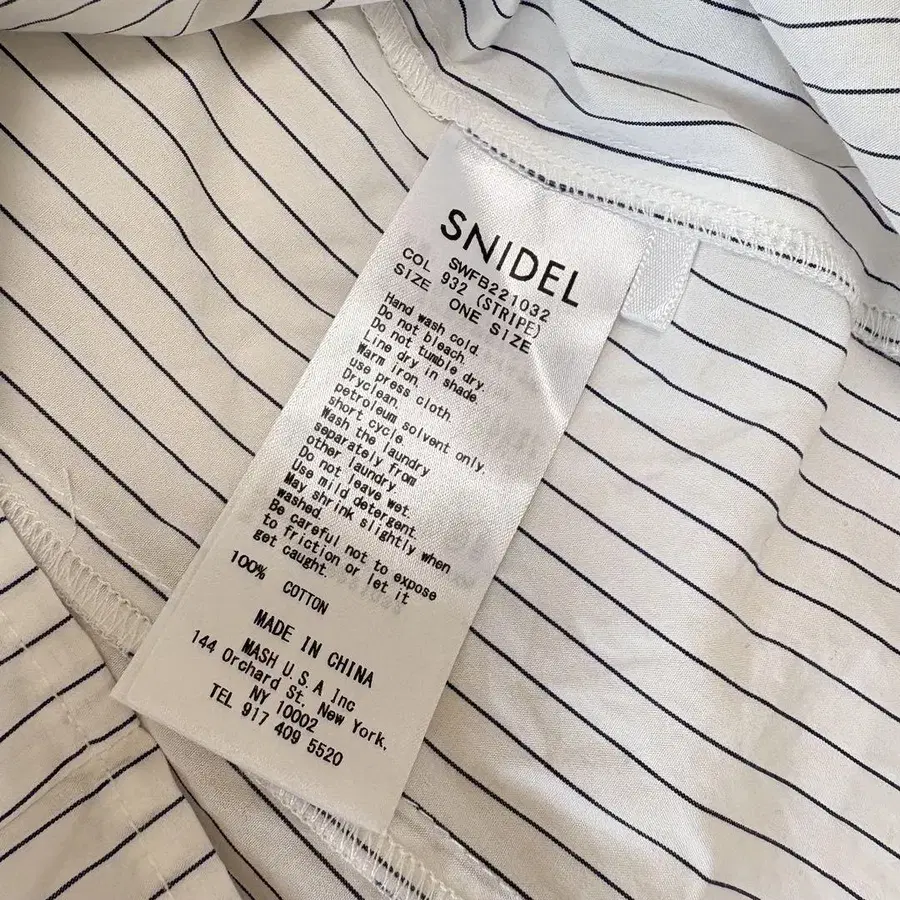 SNIDEL
SWFB221032
COL 932 (STRIPE)
SIZE ONE SIZE
Hand wash cold.
Do not bleach.
Do not tumble dry.
Line dry in shade.
Warm iron.
use press cloth.
Dryclean.
petroleum solvent only.
short cycle.
Wash the laundry
separately from
other laundry.
Do not leave wet.
Use mild detergent.
May shrink slightly when
washed.
Be careful not to expose
to friction or let it
get caught.
100% COTTON
MADE IN CHINA
MASH U.S.A Inc
144 Orchard St. New York,
NY 10002
TEL 917 409 5520